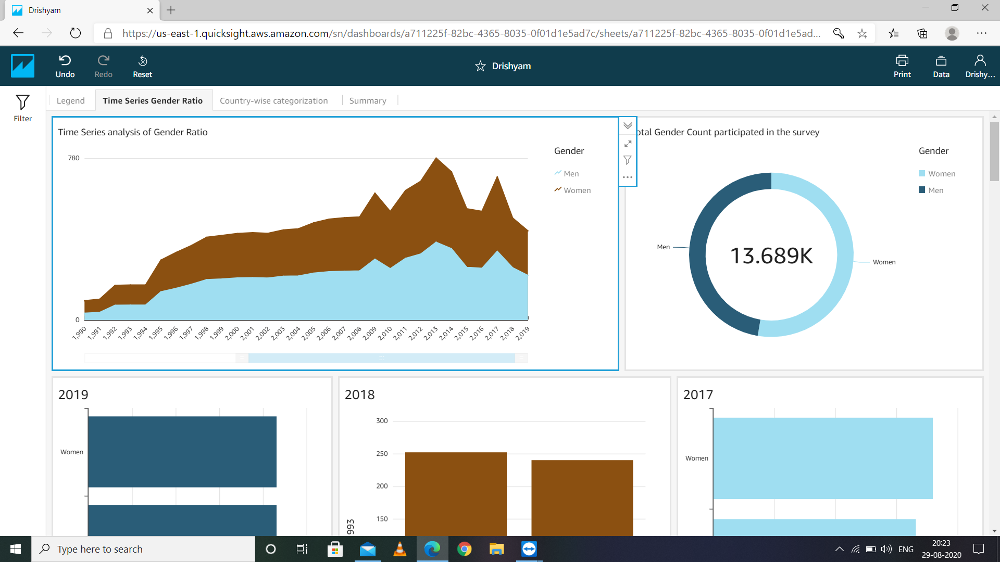 Drishyam
https://us-east-1.quicksight.aws.amazon.com/sn/dashboards/a711225f-82bc-4365-8035-0f01d1e5ad7c/sheets/a711225f-82bc-4365-8035-0f01d1e5ad...
Undo
Redo
Reset
Drishyam
Print
Data
Drishy...
Filter
Legend
Time Series Gender Ratio
Country-wise categorization
Summary
Time Series analysis of Gender Ratio
780
0
1,990
1,991
1,992
1,993
1,994
1,995
1,996
1,997
1,998
1,999
2,000
2,001
2,002
2,003
2,004
2,005
2,006
2,007
2,008
2,009
2,010
2,011
2,012
2,013
2,014
2,015
2,016
2,017
2,018
2,019
Gender
Men
Women
otal Gender Count participated in the survey
Gender
Women
Men
Men
13.689K
Women
2019
Women
2018
300
250
200
150
993
2017
Women
Type here to search
ENG
20:23
29-08-2020